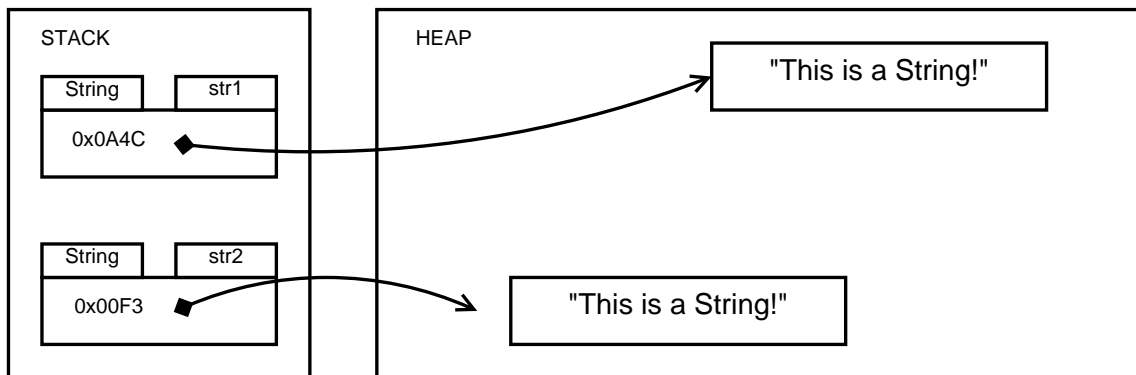 STACK
HEAP
"This is a String!"
String
str1
0x0A4C
String
str2
0x00F3
"This is a String!"